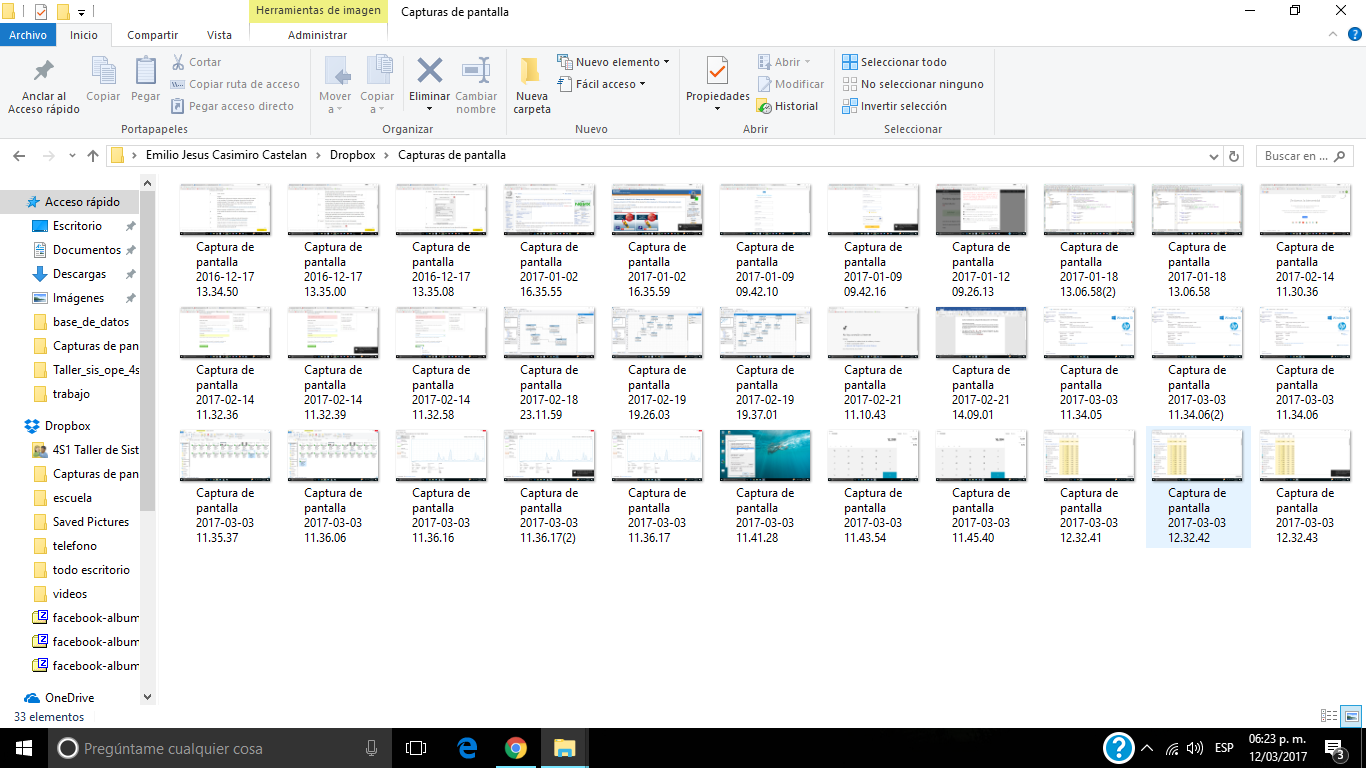 Herramientas de imagen
Capturas de pantalla
Archivo
Inicio
Compartir
Vista
Administrar
Anclar al
Acceso rápido
Copiar
Pegar
Cortar
Copiar ruta de acceso
Pegar acceso directo
Portapapeles
Mover
a
Copiar
a
Eliminar
Cambiar
nombre
Organizar
Nueva
carpeta
Nuevo elemento
Fácil acceso
Nuevo
Propiedades
Abrir
Modificar
Historial
Abrir
Seleccionar todo
No seleccionar ninguno
Invertir selección
Seleccionar
Emilio Jesus Casimiro Castelan
Dropbox
Capturas de pantalla
Buscar en ...
Acceso rápido
Escritorio
Documentos
Descargas
Imágenes
base_de_datos
Capturas de pan
Taller_sis_ope_4s
trabajo
Dropbox
4S1 Taller de Sist
Capturas de pan
escuela
Saved Pictures
telefono
todo escritorio
videos
facebook-album
facebook-album
facebook-album
OneDrive
Captura de
pantalla
2016-12-17
13.34.50
Captura de
pantalla
2016-12-17
13.35.00
Captura de
pantalla
2016-12-17
13.35.08
Captura de
pantalla
2017-01-02
16.35.55
Captura de
pantalla
2017-01-02
16.35.59
Captura de
pantalla
2017-01-09
09.42.10
Captura de
pantalla
2017-01-09
09.42.16
Captura de
pantalla
2017-01-12
09.26.13
Captura de
pantalla
2017-01-18
13.06.58(2)
Captura de
pantalla
2017-01-18
13.06.58
Captura de
pantalla
2017-02-14
11.30.36
Captura de
pantalla
2017-02-14
11.32.36
Captura de
pantalla
2017-02-14
11.32.39
Captura de
pantalla
2017-02-14
11.32.58
Captura de
pantalla
2017-02-18
23.11.59
Captura de
pantalla
2017-02-19
19.26.03
Captura de
pantalla
2017-02-19
19.37.01
Captura de
pantalla
2017-02-21
11.10.43
Captura de
pantalla
2017-02-21
14.09.01
Captura de
pantalla
2017-03-03
11.34.05
Captura de
pantalla
2017-03-03
11.34.06(2)
Captura de
pantalla
2017-03-03
11.34.06
Captura de
pantalla
2017-03-03
11.35.37
Captura de
pantalla
2017-03-03
11.36.06
Captura de
pantalla
2017-03-03
11.36.16
Captura de
pantalla
2017-03-03
11.36.17(2)
Captura de
pantalla
2017-03-03
11.36.17
Captura de
pantalla
2017-03-03
11.41.28
Captura de
pantalla
2017-03-03
11.43.54
Captura de
pantalla
2017-03-03
11.45.40
Captura de
pantalla
2017-03-03
12.32.41
Captura de
pantalla
2017-03-03
12.32.42
Captura de
pantalla
2017-03-03
12.32.43
33 elementos
Pregúntame cualquier cosa
ESP
06:23 p. m.
12/03/2017
3